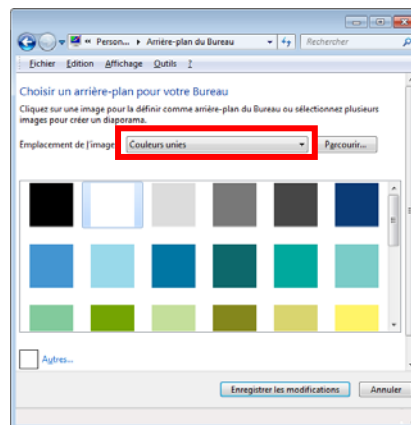 « Person... ▸ Arrière-plan du Bureau Rechercher
Fichier Edition Affichage Outils ?
Choisir un arrière-plan pour votre Bureau
Cliquez sur une image pour la définir comme arrière-plan du Bureau ou sélectionnez plusieurs
images pour créer un diaporama.
Emplacement de l'image Couleurs unies Parcourir...
Autres...
Enregistrer les modifications Annuler